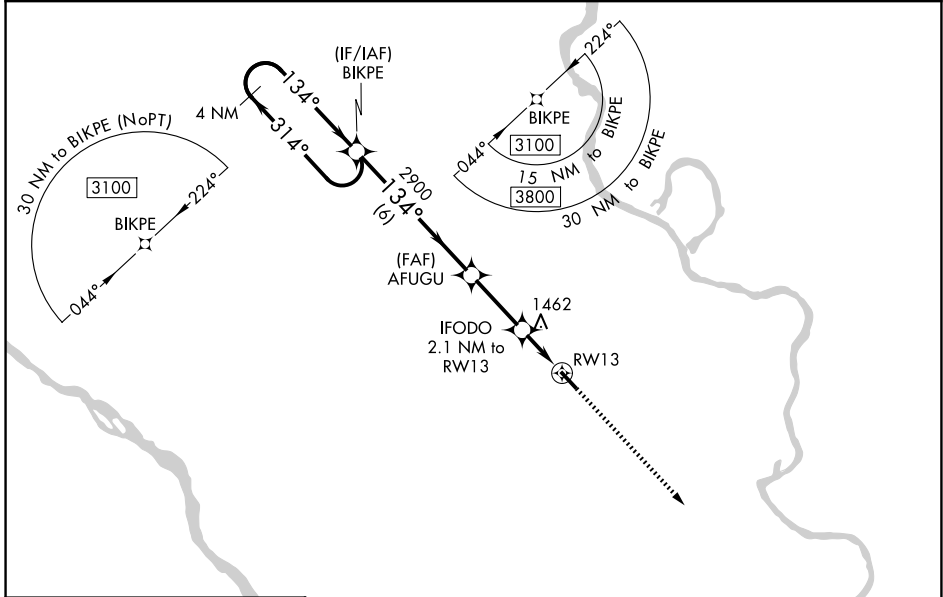 (IF/IAF)
BIKPE
134°
4 NM
314°
2900
134°
(6)
(FAF)
AFUGU
1462
IFODO
2.1 NM to
RW13
RW13
30 NM to BIKPE (NoPT)
3100
224°
BIKPE
044°
224°
BIKPE
044°
3100
15 NM to BIKPE
3800
30 NM to BIKPE